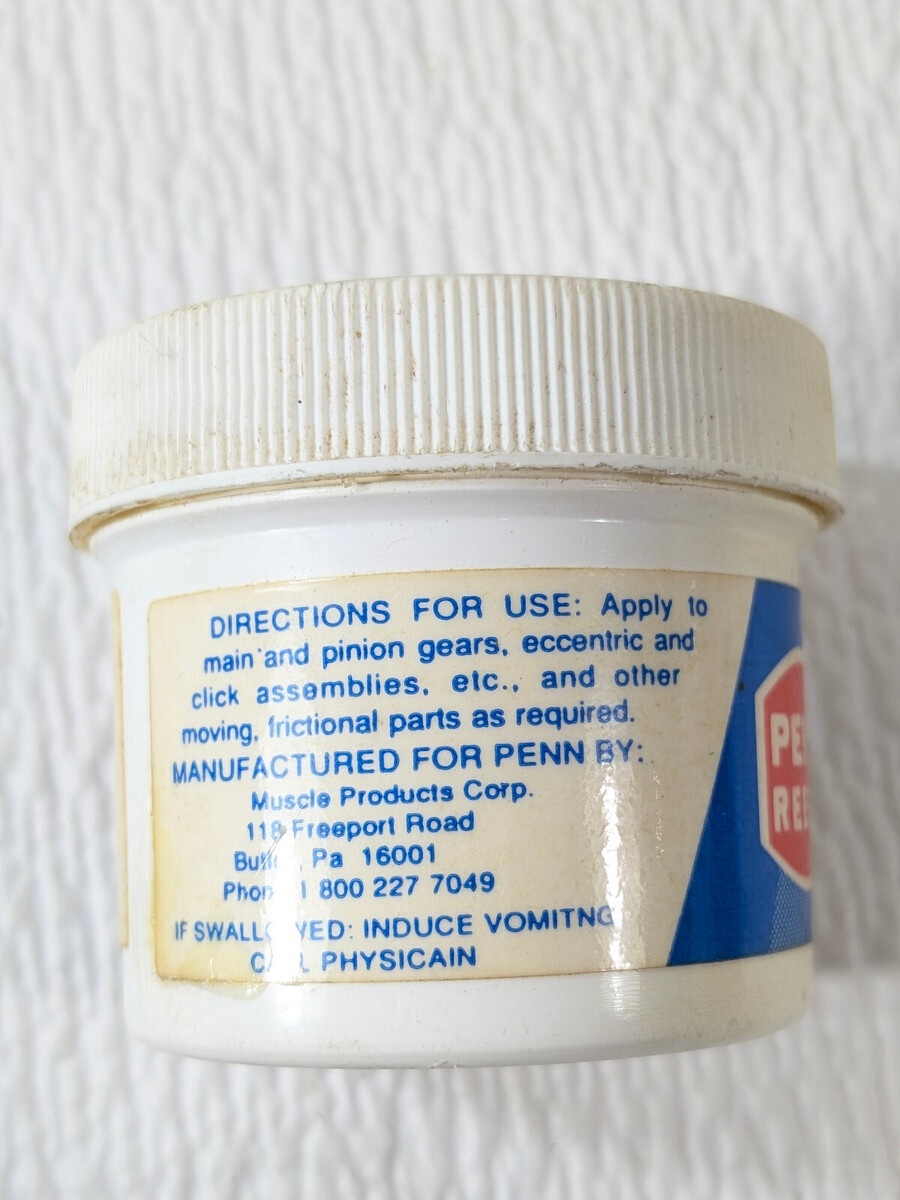 DIRECTIONS FOR USE: Apply to
main and pinion gears, eccentric and
click assemblies, etc., and other
moving, frictional parts as required.
MANUFACTURED FOR PENN BY:
Muscle Products Corp.
118 Freeport Road
Pa 16001
1 800 227 7049
IF SWALLOWED: INDUCE VOMITNG
PHYSICAIN